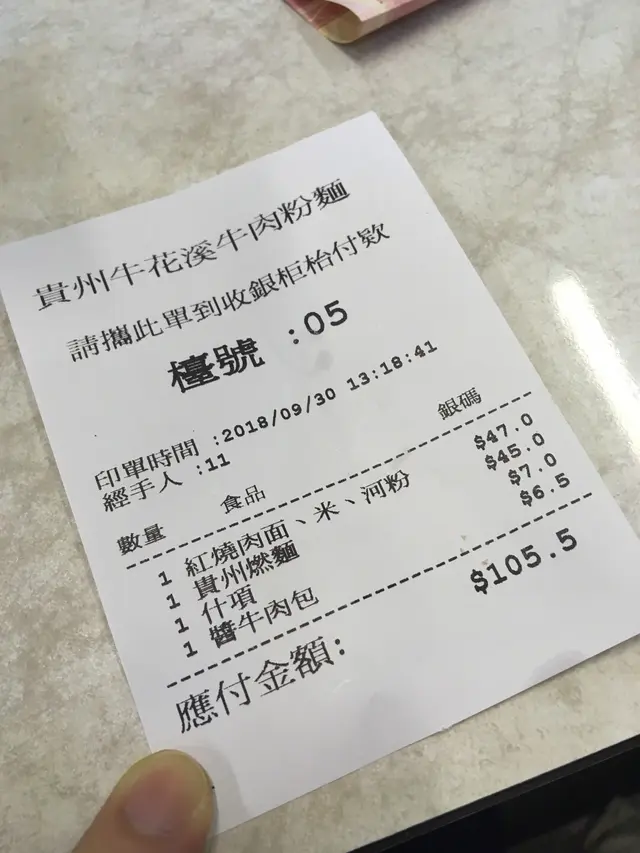 貴州牛花溪牛肉粉麵
請攜此單到收銀柜枱付欵
檯號 :05
印單時間 :2018/09/30 13:18:41
經手人 :11
數量 食品 銀碼
1 紅燒肉面、米、河粉 $47.0
1 貴州燃麵 $45.0
1 什項 $7.0
1 醬牛肉包 $6.5
應付金額: $105.5